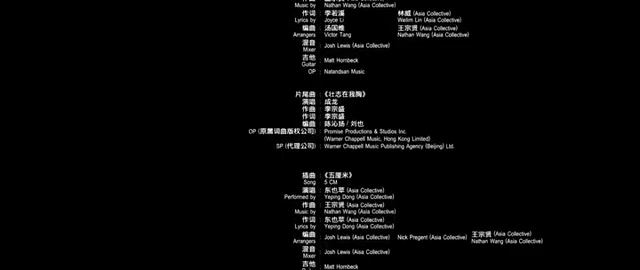 Music by Nathan Wang (Asia Collective)
作词 : 李若溪 林威 (Asia Collective)
Lyrics by Joyce Li Welim Lin (Asia Collective)
编曲 : 汤国雄 王宗贤 (Asia Collective)
Arrangers Victor Tang Nathan Wang (Asia Collective)
混音 : Josh Lewis (Asia Collective)
Mixer
吉他 : Matt Hornbeck
Guitar
OP : Natandsan Music
片尾曲 : 《壮志在我胸》
演唱 : 成龙
作曲 : 李宗盛
作词 : 李宗盛
编曲 : 陈沁扬 / 刘也
OP (原属词曲版权公司) : Promise Productions & Studios Inc.
(Warner Chappell Music, Hong Kong Limited)
SP (代理公司) : Warner Chappell Music Publishing Agency (Beijing) Ltd.
插曲 : 《五厘米》
Song 5 CM
演唱 : 东也苹 (Asia Collective)
Performed by Yeping Dong (Asia Collective)
作曲 : 王宗贤 (Asia Collective)
Music by Nathan Wang (Asia Collective)
作词 : 东也苹 (Asia Collective)
Lyrics by Yeping Dong (Asia Collective)
编曲 : Josh Lewis (Asia Collective) Nick Pregent (Asia Collective) 王宗贤 (Asia Collective)
Arrangers Nathan Wang (Asia Collective)
混音 : Josh Lewis (Aisa Collective)
Mixer
吉他 : Matt Hornbeck